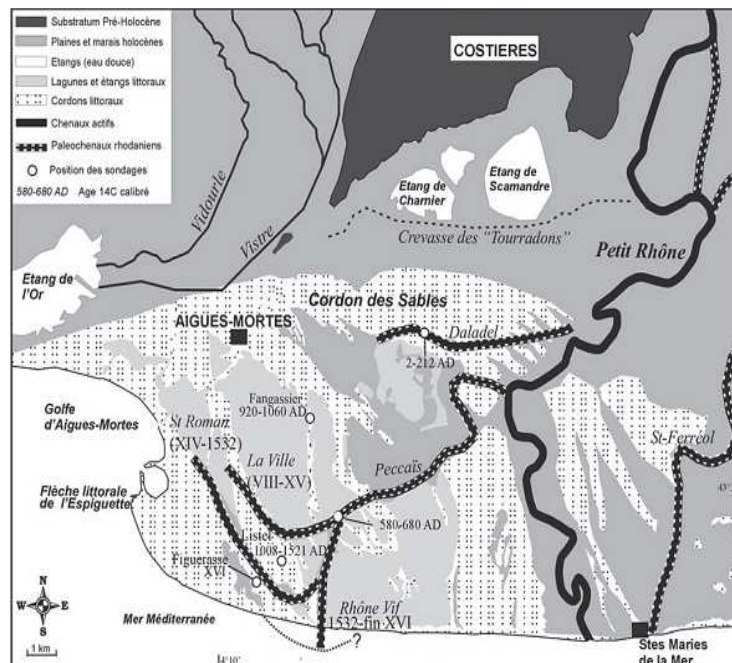 Substratum Pré-Holocène
Plaines et marais holocènes
Etangs (eau douce)
Lagunes et étangs littoraux
Cordons littoraux
Chenaux actifs
Paleochenaux rhodaniens
Position des sondages
580-680 AD Age 14C calibré
COSTIERES
Etang de
Charnier
Etang de
Scamandre
Vidourle
Vistre
Crevasse des "Tourradons"
Petit Rhône
Etang de
l'Or
Cordon des Sables
AIGUES-MORTES
Daladel
2-212 AD
Golfe
d'Aigues-Mortes
St Roman
(XIV-1532)
Fangassier
920-1060 AD
La Ville
(VIII-XV)
Peccaïs
St-Ferréol
43°
Flèche littorale
de l'Espiguette
580-680 AD
Listel
1008-1521 AD
Figuerasse
XVI
Rhône Vif
1532-fin XVI
?
Mer Méditerranée
N
W E
S
1 km
4°10'
Stes Maries
de la Mer